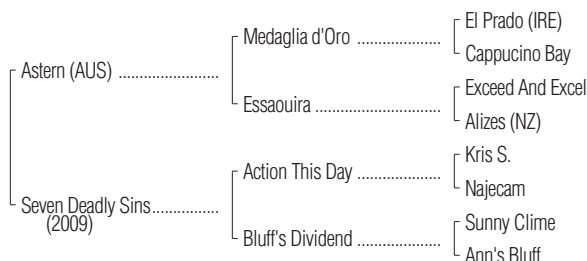 El Prado (IRE)
Medaglia d'Oro ....................
Cappucino Bay
Astern (AUS) ........................
Exceed And Excel
Essaouira ............................
Alizes (NZ)
Kris S.
Action This Day ...................
Najecam
Seven Deadly Sins................
(2009)
Sunny Clime
Bluff's Dividend ...................
Ann's Bluff